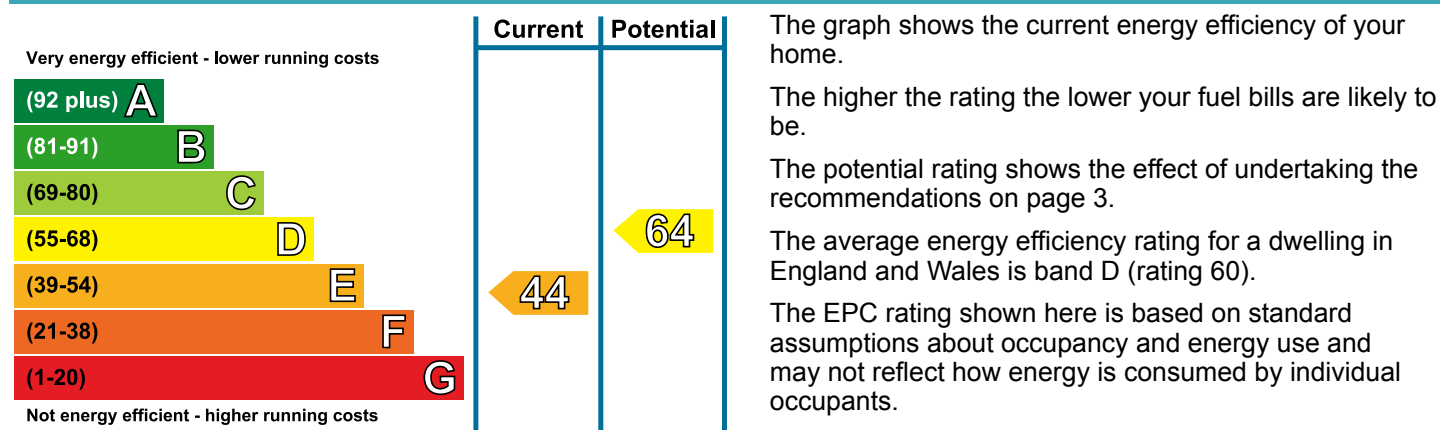 Current Potential
Very energy efficient - lower running costs
(92 plus) A
(81-91) B
(69-80) C
(55-68) D
64
(39-54) E
44
(21-38) F
(1-20) G
Not energy efficient - higher running costs
The graph shows the current energy efficiency of your
home.
The higher the rating the lower your fuel bills are likely to
be.
The potential rating shows the effect of undertaking the
recommendations on page 3.
The average energy efficiency rating for a dwelling in
England and Wales is band D (rating 60).
The EPC rating shown here is based on standard
assumptions about occupancy and energy use and
may not reflect how energy is consumed by individual
occupants.